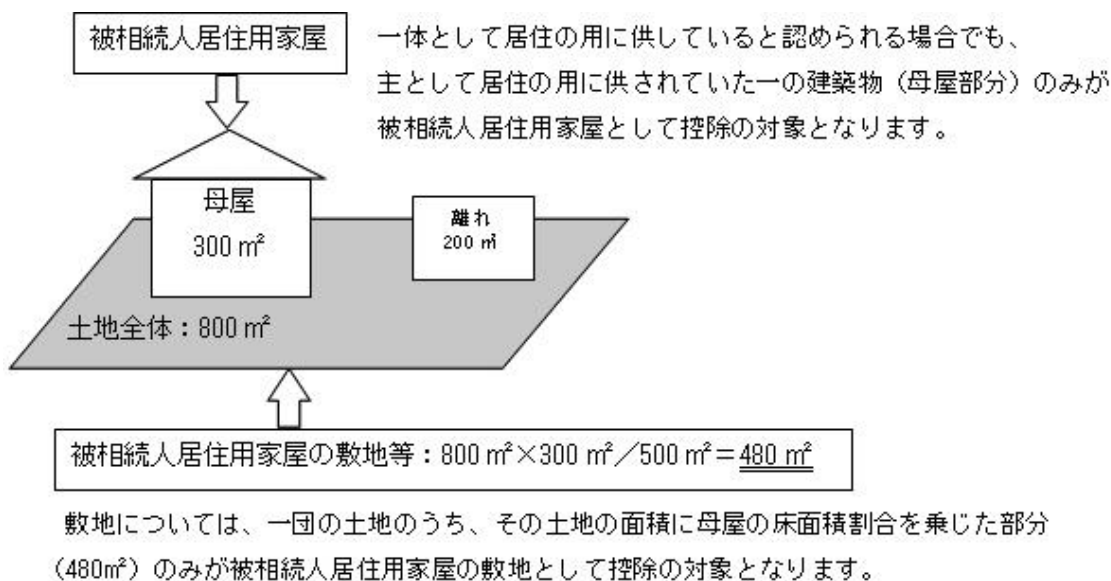 被相続人居住用家屋
一体として居住の用に供していると認められる場合でも、
主として居住の用に供されていた一の建築物（母屋部分）のみが
被相続人居住用家屋として控除の対象となります。
母屋
300㎡
離れ
200㎡
土地全体：800㎡
被相続人居住用家屋の敷地等：800㎡×300㎡／500㎡＝480㎡
敷地については、一団の土地のうち、その土地の面積に母屋の床面積割合を乗じた部分
（480㎡）のみが被相続人居住用家屋の敷地として控除の対象となります。